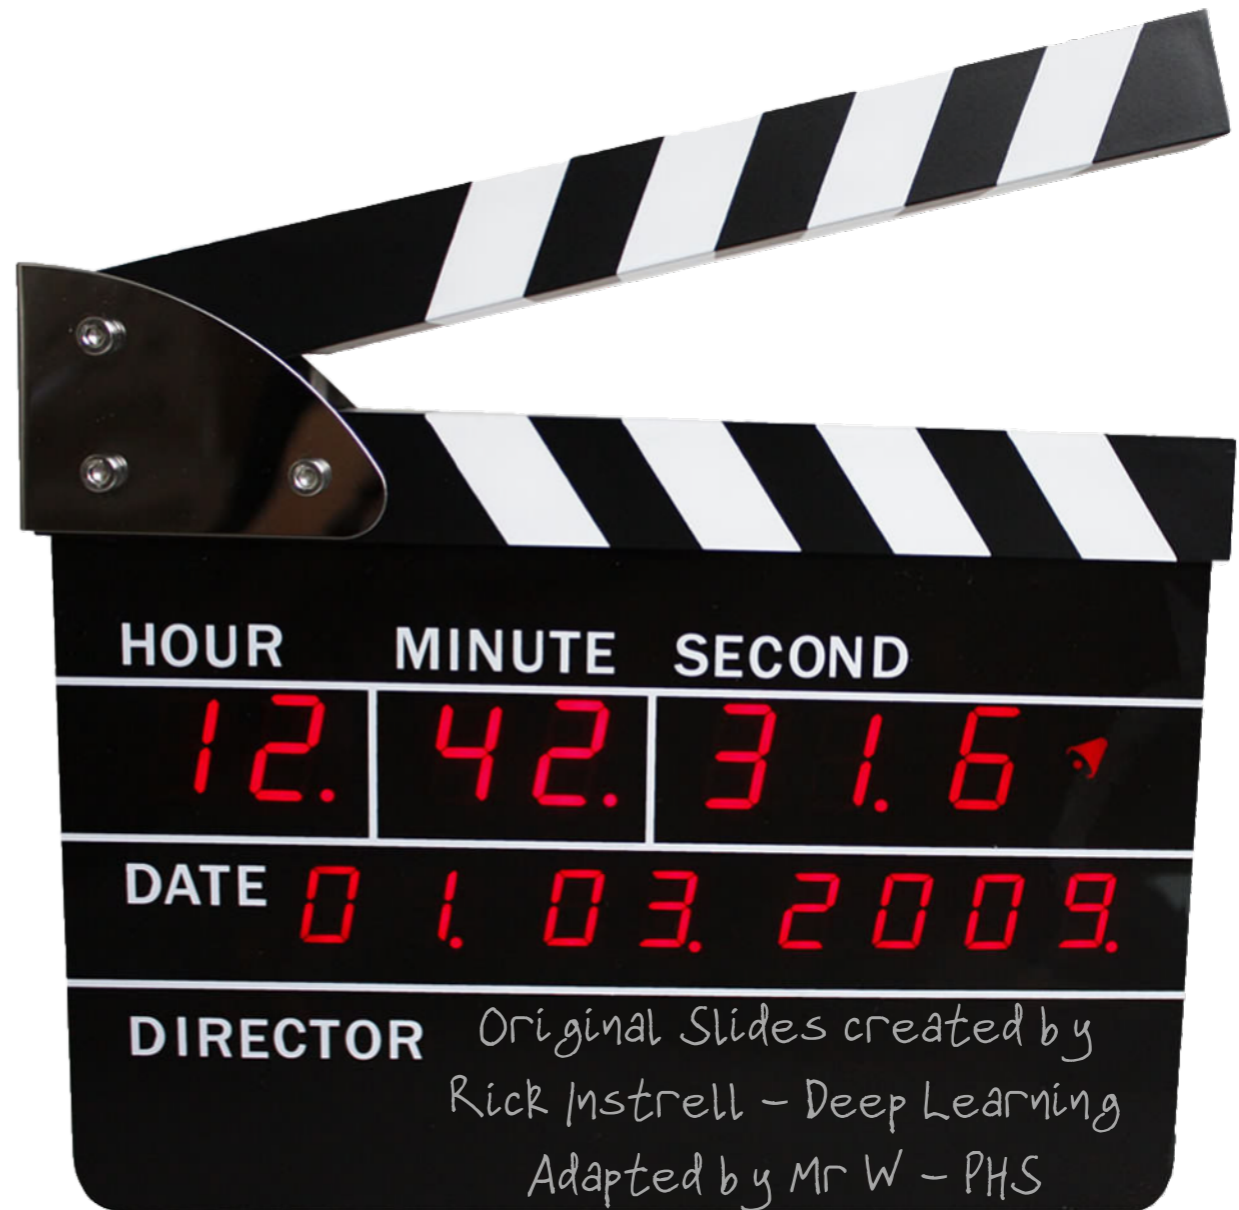 HOUR MINUTE SECOND
12. 42. 31. 6
DATE 01. 03. 2009.
DIRECTOR Original Slides created by
Rick Instrell – Deep Learning
Adapted by Mr W – PHS